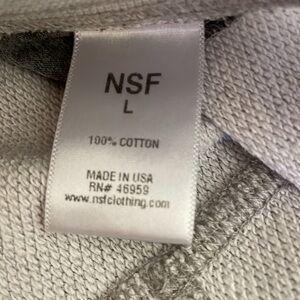 NSF
L
100% COTTON
MADE IN USA
RN# 46959
www.nsfclothing.com